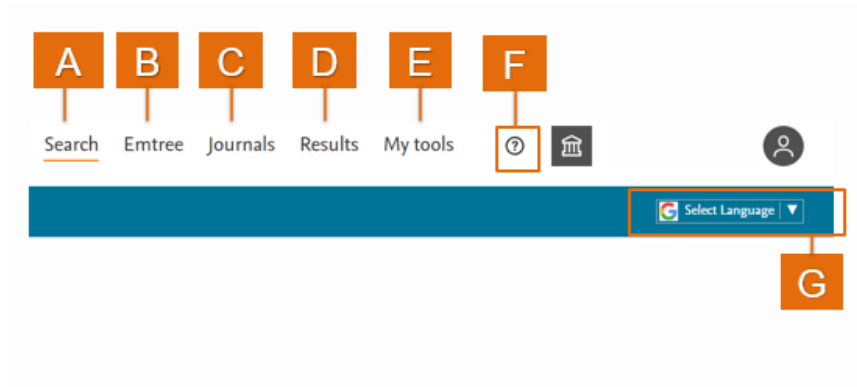 A B C D E F
Search Emtree Journals Results My tools
Select Language
G